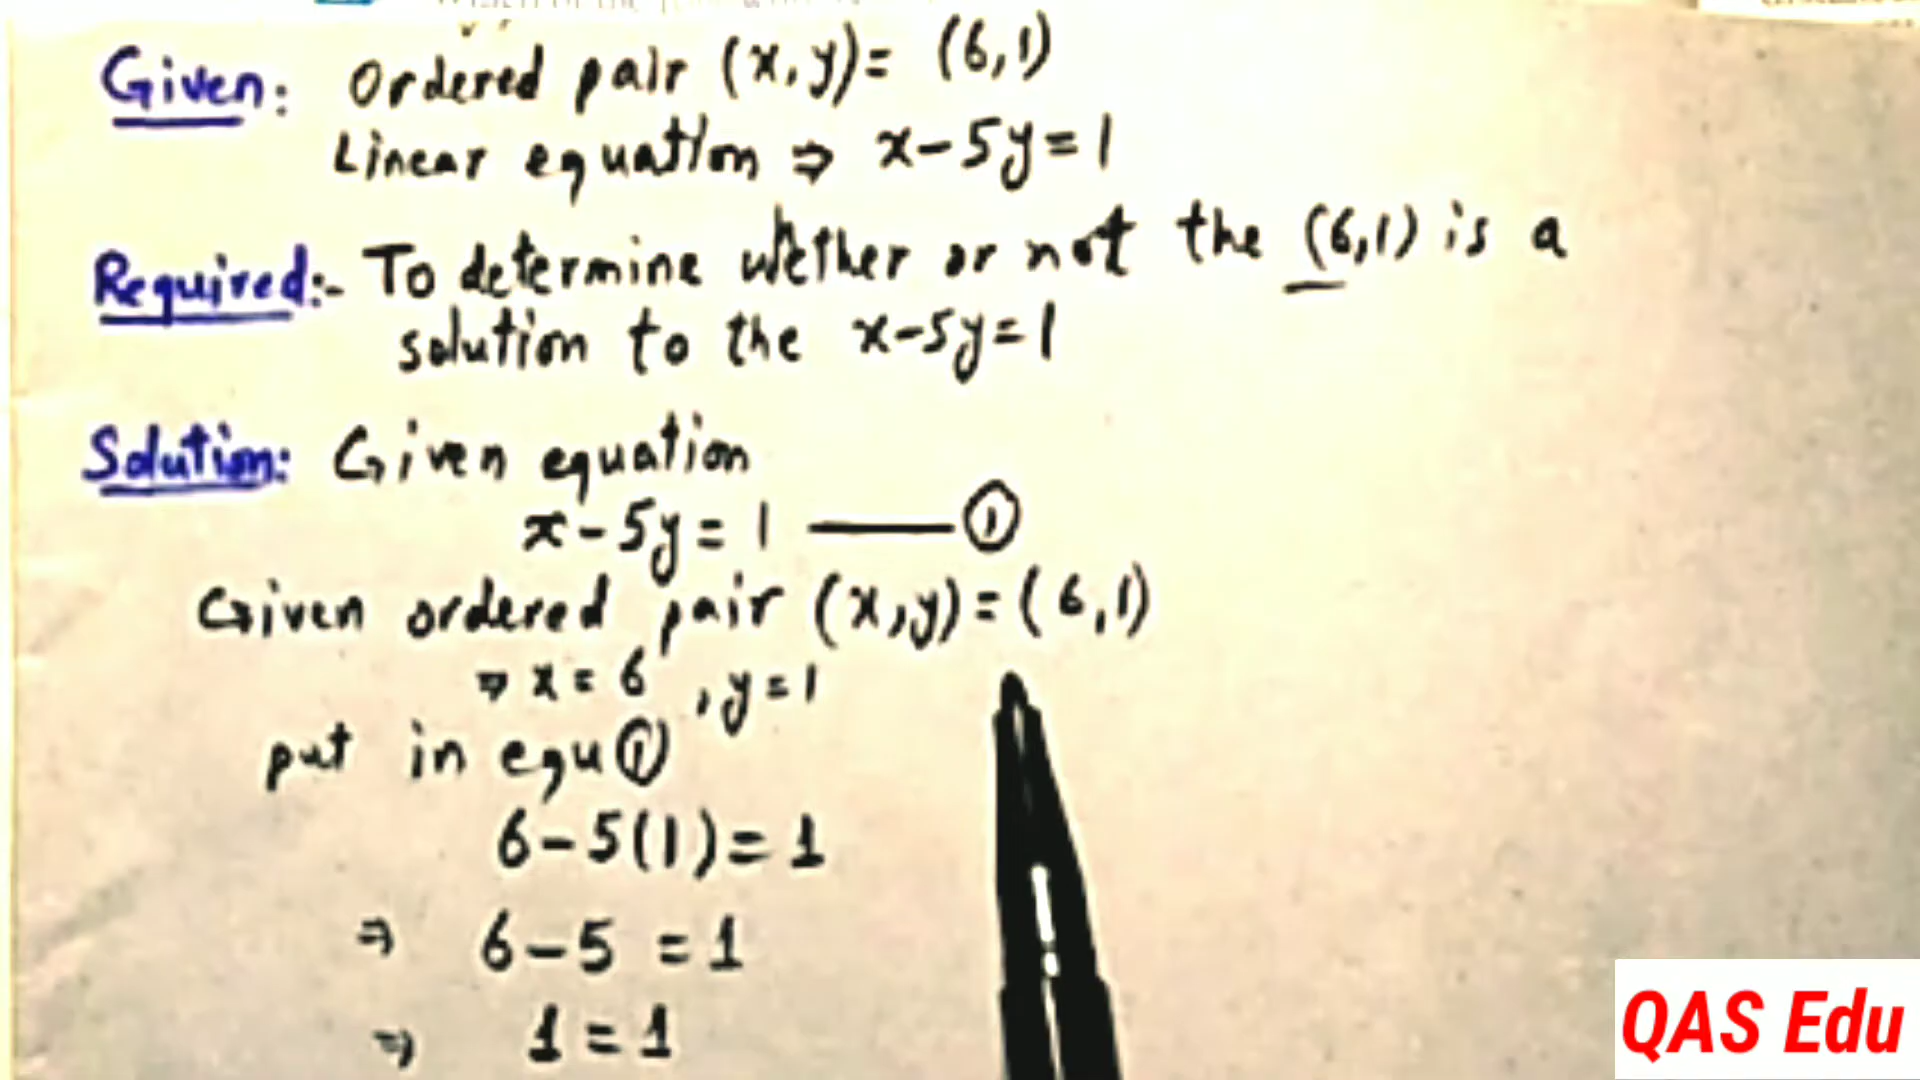 Given: Ordered pair (x,y)= (6,1)
Linear equation ⇒ x-5y=1
Required:- To determine whether or not the (6,1) is a
solution to the x-5y=1
Solution: Given equation
x-5y=1 —— ①
Given ordered pair (x,y)=(6,1)
⇒ x=6, y=1
put in equ①
6-5(1)=1
⇒ 6-5 =1
⇒ 1=1
QAS Edu